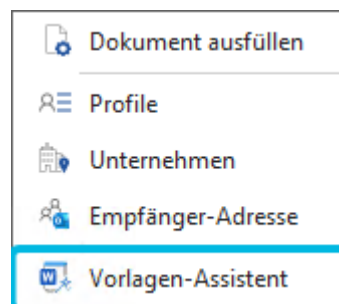 Dokument ausfüllen
Profile
Unternehmen
Empfänger-Adresse
Vorlagen-Assistent